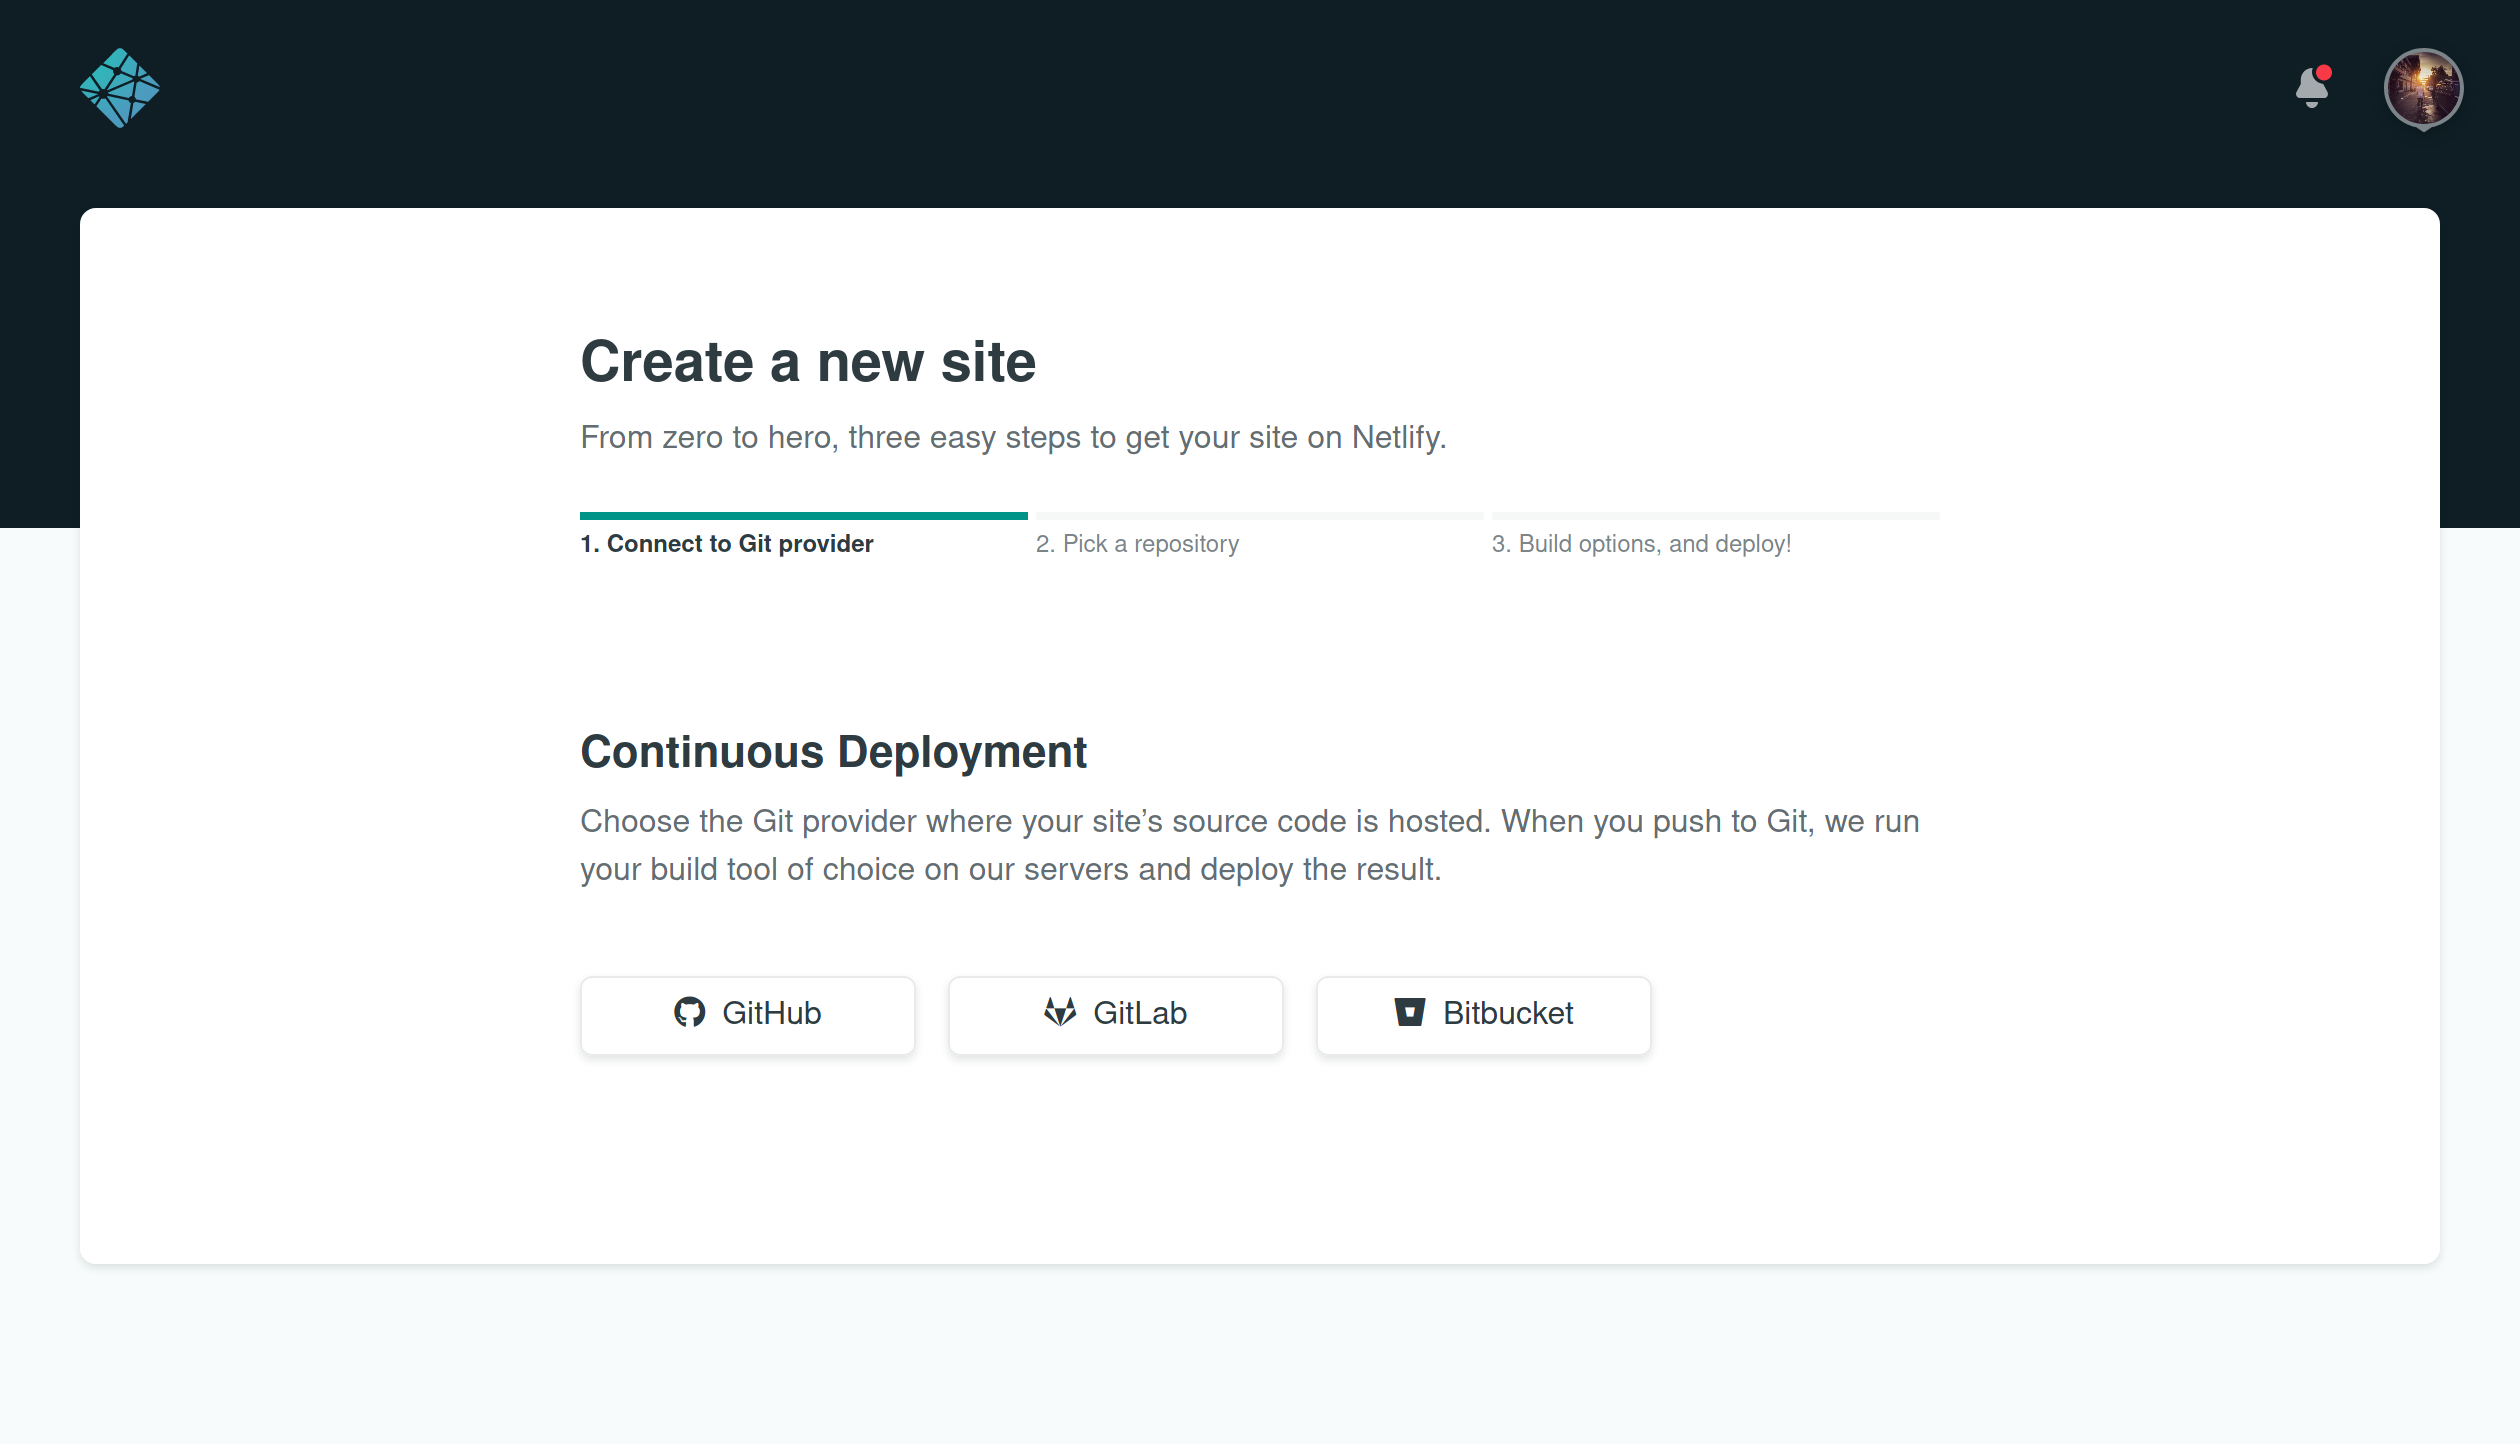 Create a new site
From zero to hero, three easy steps to get your site on Netlify.
1. Connect to Git provider
2. Pick a repository
3. Build options, and deploy!
Continuous Deployment
Choose the Git provider where your site’s source code is hosted. When you push to Git, we run
your build tool of choice on our servers and deploy the result.
GitHub
GitLab
Bitbucket